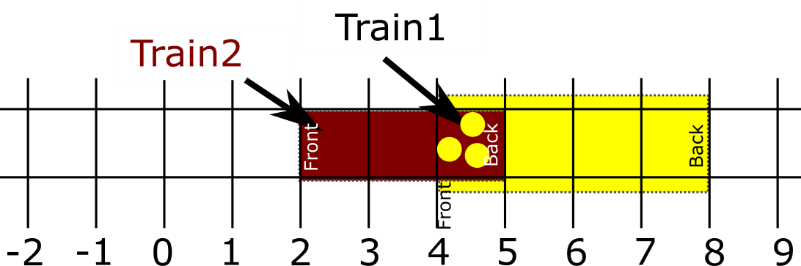 Train1
Train2
Front
Back
Back
Front
-2 -1 0 1 2 3 4 5 6 7 8 9